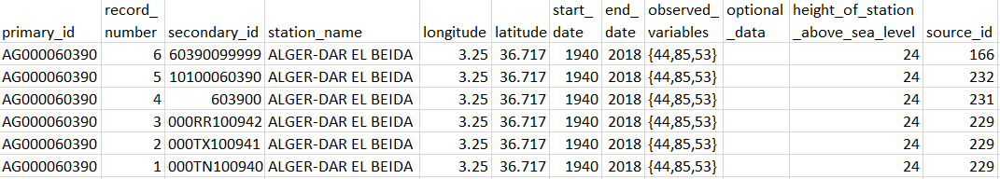 primary_id record_number secondary_id station_name longitude latitude start_date end_date observed_variables optional_data height_of_station_above_sea_level source_id
AG000060390 6 60390099999 ALGER-DAR EL BEIDA 3.25 36.717 1940 2018 {44,85,53} 24 166
AG000060390 5 10100060390 ALGER-DAR EL BEIDA 3.25 36.717 1940 2018 {44,85,53} 24 232
AG000060390 4 603900 ALGER-DAR EL BEIDA 3.25 36.717 1940 2018 {44,85,53} 24 231
AG000060390 3 000RR100942 ALGER-DAR EL BEIDA 3.25 36.717 1940 2018 {44,85,53} 24 229
AG000060390 2 000TX100941 ALGER-DAR EL BEIDA 3.25 36.717 1940 2018 {44,85,53} 24 229
AG000060390 1 000TN100940 ALGER-DAR EL BEIDA 3.25 36.717 1940 2018 {44,85,53} 24 229